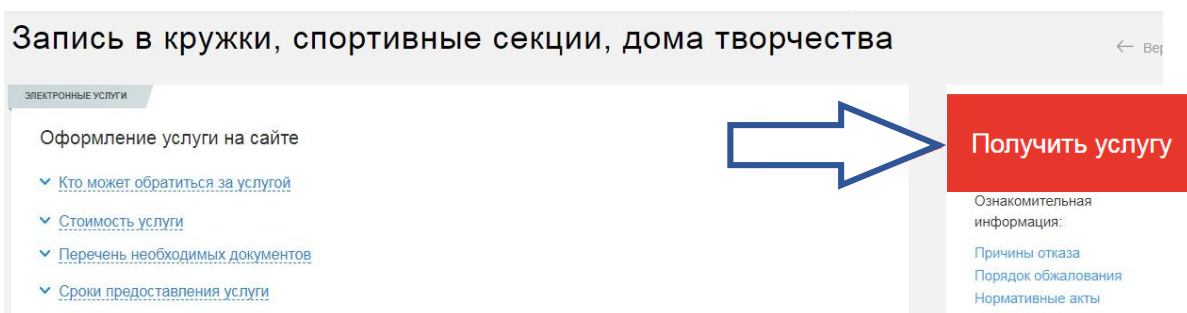 Запись в кружки, спортивные секции, дома творчества
← Вер
ЭЛЕКТРОННЫЕ УСЛУГИ
Оформление услуги на сайте
Кто может обратиться за услугой
Стоимость услуги
Перечень необходимых документов
Сроки предоставления услуги
Получить услугу
Ознакомительная
информация:
Причины отказа
Порядок обжалования
Нормативные акты